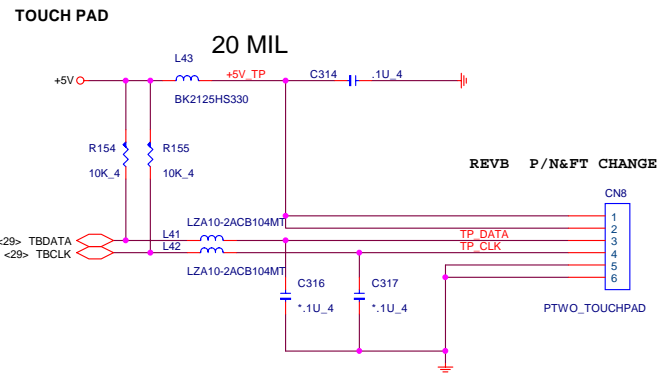 TOUCH PAD
20 MIL
L43
+5V
+5V_TP
C314
.1U_4
BK2125HS330
R154
R155
10K_4
10K_4
REVB P/N&FT CHANGE
CN8
1
2
3
4
5
6
<29> TBDATA
<29> TBCLK
L41
L42
LZA10-2ACB104MT
LZA10-2ACB104MT
TP_DATA
TP_CLK
C316
C317
*.1U_4
*.1U_4
PTWO_TOUCHPAD